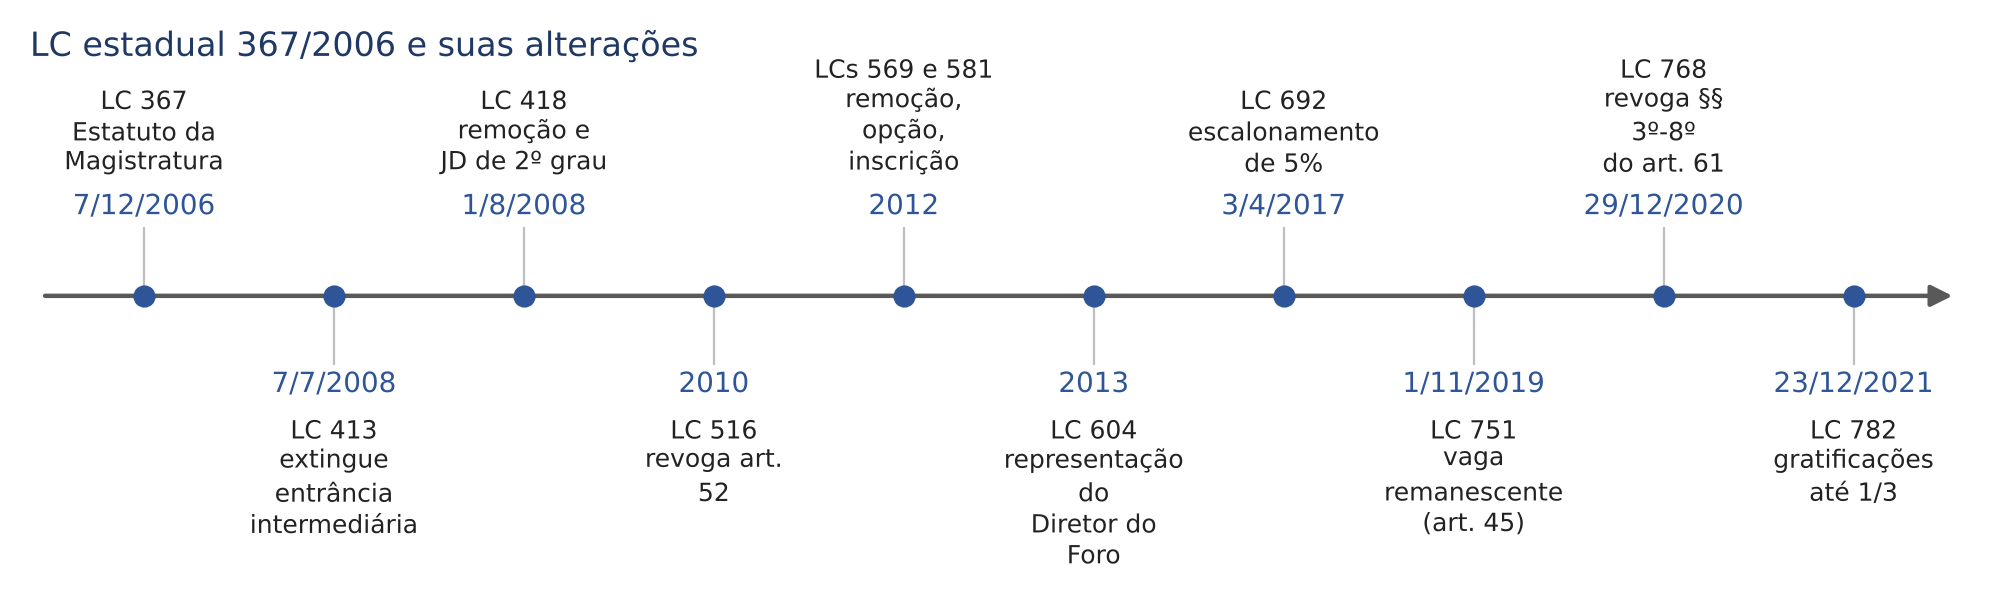 LC estadual 367/2006 e suas alterações
LC 367
Estatuto da
Magistratura
7/12/2006
7/7/2008
LC 413
extingue
entrância
intermediária
LC 418
remoção e
JD de 2º grau
1/8/2008
2010
LC 516
revoga art.
52
LCs 569 e 581
remoção,
opção,
inscrição
2012
2013
LC 604
representação
do
Diretor do
Foro
LC 692
escalonamento
de 5%
3/4/2017
1/11/2019
LC 751
vaga
remanescente
(art. 45)
LC 768
revoga §§
3º-8º
do art. 61
29/12/2020
23/12/2021
LC 782
gratificações
até 1/3